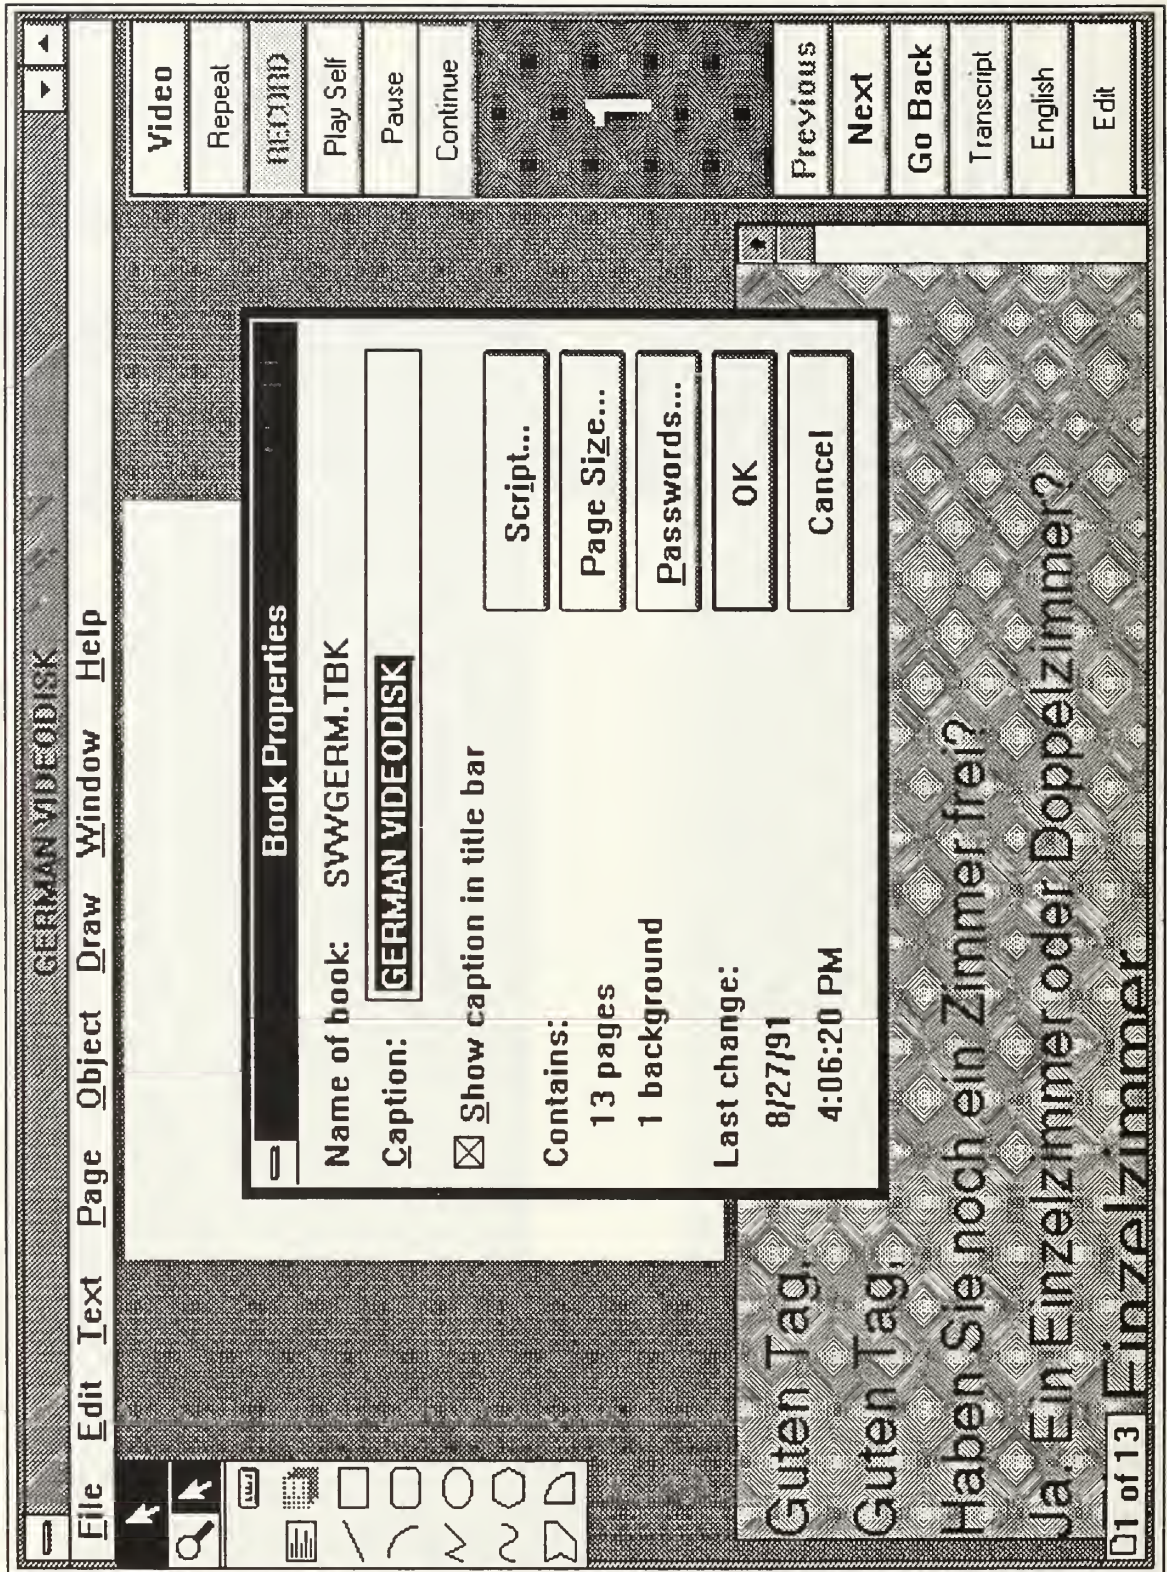 GERMAN VIDEODISK
File Edit Text Page Object Draw Window Help
Video
Repeat
RECORD
Play Self
Pause
Continue
1
Previous
Next
Go Back
Transcript
English
Edit
Book Properties
Name of book: SVWGERM.TBK
Caption: GERMAN VIDEODISK
Show caption in title bar
Contains:
13 pages
1 background
Last change:
8/27/91
4:06:20 PM
Script...
Page Size...
Passwords...
OK
Cancel
Guten Tag.
Guten Tag,
Haben Sie noch ein Zimmer frei?
Ja. Ein Einzelzimmer oder Doppelzimmer?
Einzelzimmer
1 of 13